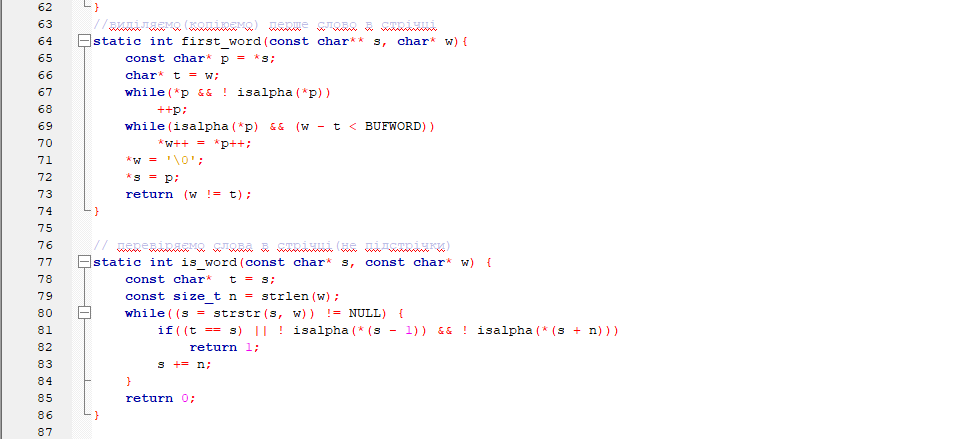 62 }
63 //виділяємо(копіюємо) перше слово в стрічці
64 static int first_word(const char** s, char* w){
65 const char* p = *s;
66 char* t = w;
67 while(*p && ! isalpha(*p))
68 ++p;
69 while(isalpha(*p) && (w - t < BUFWORD))
70 *w++ = *p++;
71 *w = '\0';
72 *s = p;
73 return (w != t);
74 }
75
76 // перевіряємо слова в стрічці(не підстрічки)
77 static int is_word(const char* s, const char* w) {
78 const char*  t = s;
79 const size_t n = strlen(w);
80 while((s = strstr(s, w)) != NULL) {
81 if((t == s) || ! isalpha(*(s - 1)) && ! isalpha(*(s + n)))
82 return 1;
83 s += n;
84 }
85 return 0;
86 }
87